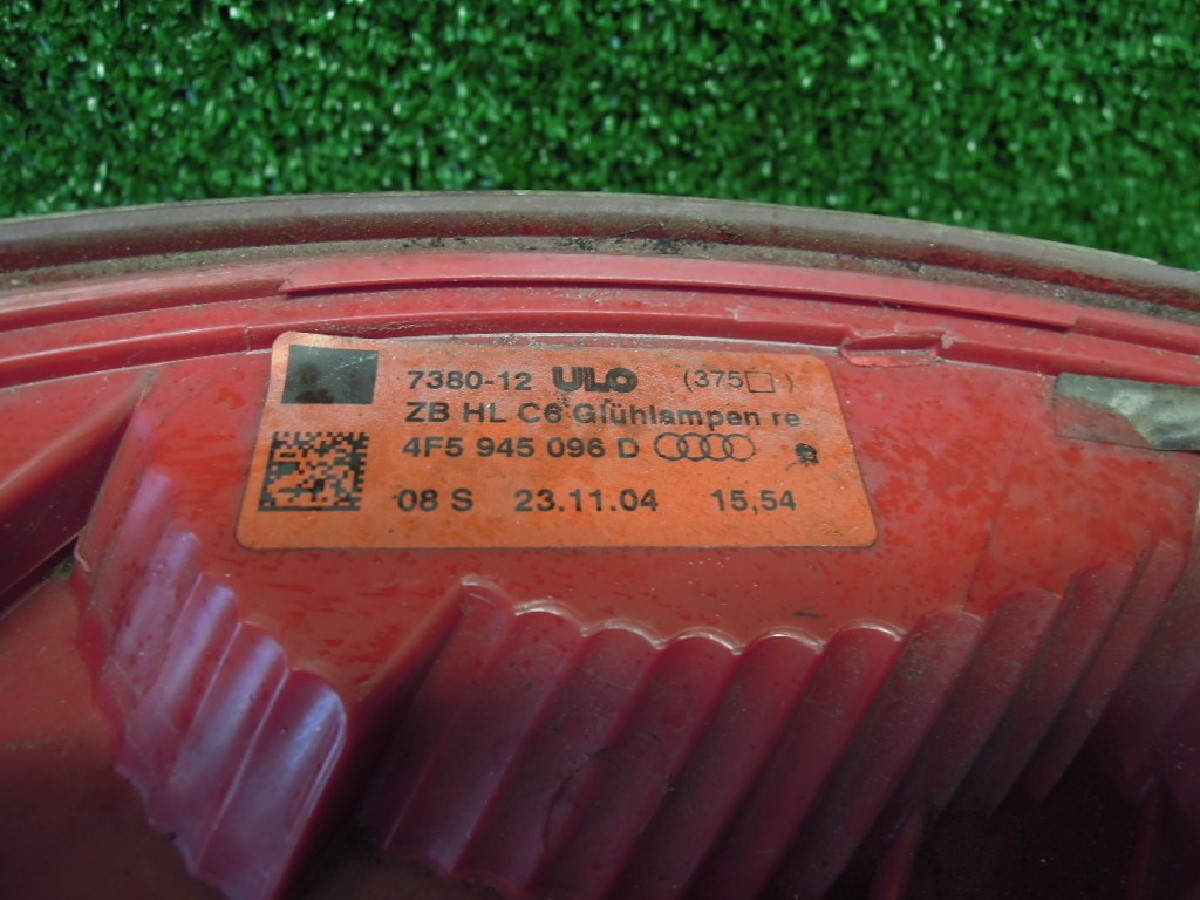 7380-12 ULO (375□)
ZB HL C6 Glühlampen re
4F5 945 096 D
08 S 23.11.04 15,54